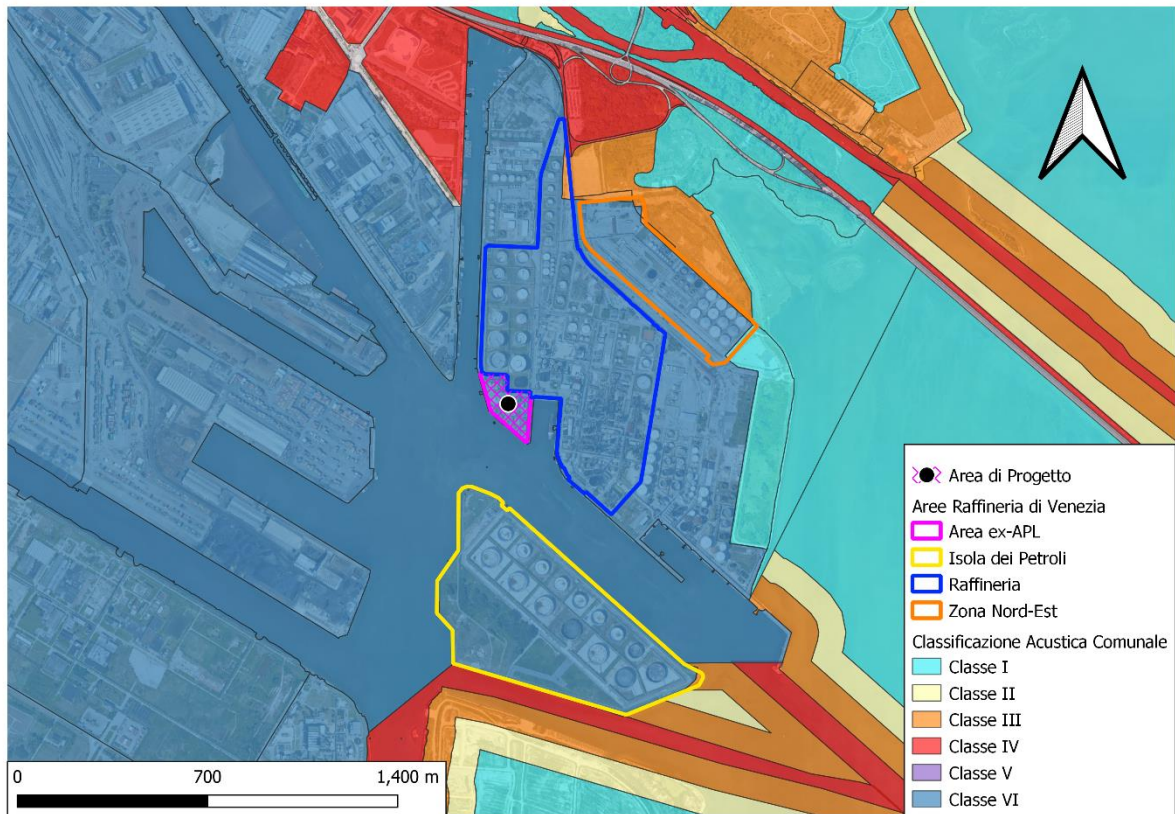 Area di Progetto
Aree Raffineria di Venezia
Area ex-APL
Isola dei Petroli
Raffineria
Zona Nord-Est
Classificazione Acustica Comunale
Classe I
Classe II
Classe III
Classe IV
Classe V
Classe VI
0 700 1,400 m